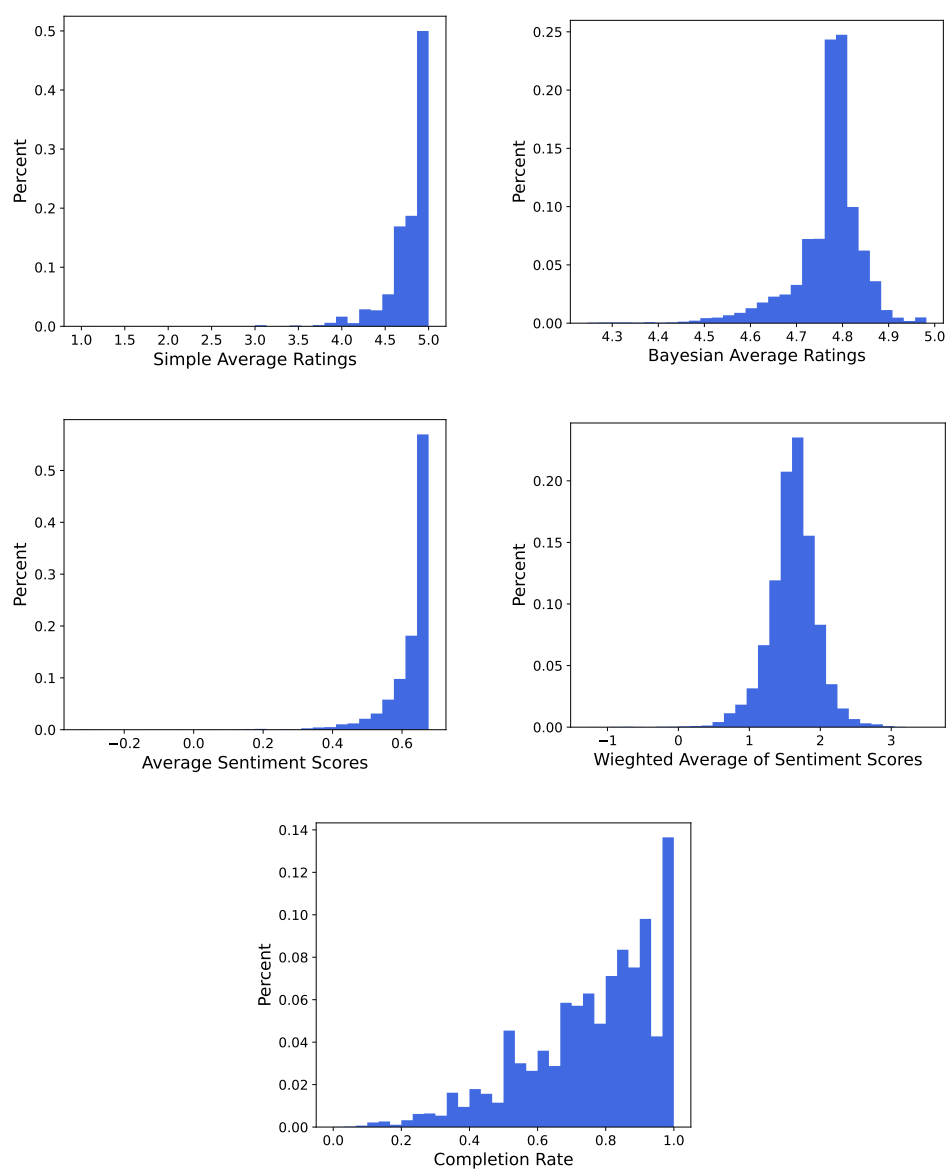 0.5
0.4
0.3
0.2
0.1
0.0
Percent
1.0 1.5 2.0 2.5 3.0 3.5 4.0 4.5 5.0
Simple Average Ratings
0.25
0.20
0.15
0.10
0.05
0.00
Percent
4.3 4.4 4.5 4.6 4.7 4.8 4.9 5.0
Bayesian Average Ratings
0.5
0.4
0.3
0.2
0.1
0.0
Percent
−0.2 0.0 0.2 0.4 0.6
Average Sentiment Scores
0.20
0.15
0.10
0.05
0.00
Percent
−1 0 1 2 3
Wieghted Average of Sentiment Scores
0.14
0.12
0.10
0.08
0.06
0.04
0.02
0.00
Percent
0.0 0.2 0.4 0.6 0.8 1.0
Completion Rate